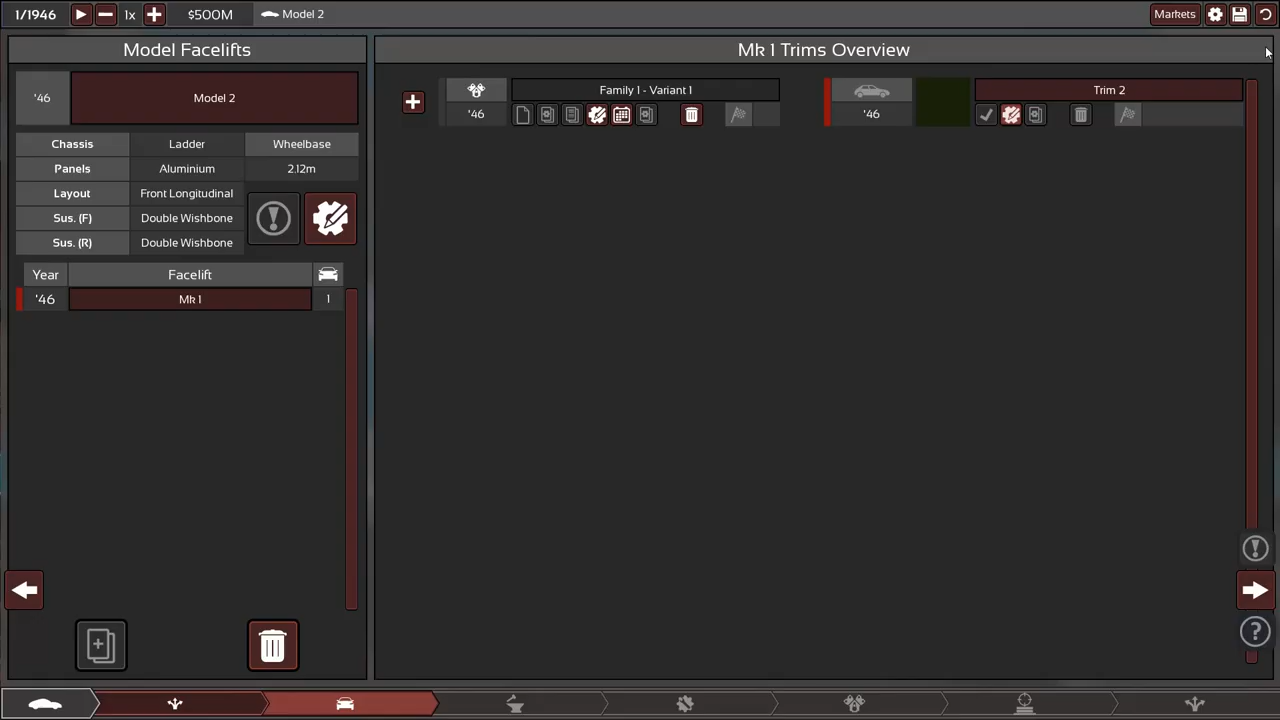 1/1946 1x $500M Model 2 Markets
Model Facelifts
Mk 1 Trims Overview
'46 Model 2
Chassis Ladder Wheelbase
Panels Aluminium 2.12m
Layout Front Longitudinal
Sus. (F) Double Wishbone
Sus. (R) Double Wishbone
Year Facelift
'46 Mk 1 1
Family 1 - Variant 1
'46
Trim 2
'46